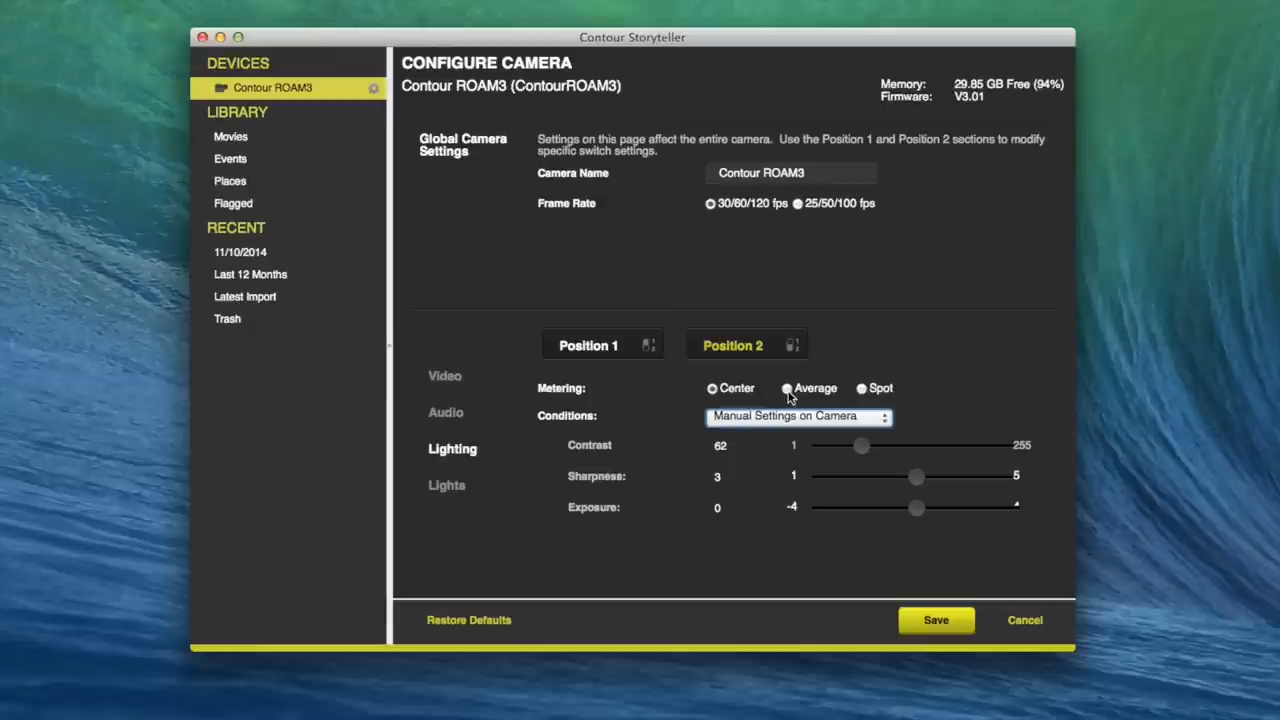 Contour Storyteller
DEVICES
Contour ROAM3
LIBRARY
Movies
Events
Places
Flagged
RECENT
11/10/2014
Last 12 Months
Latest Import
Trash
CONFIGURE CAMERA
Contour ROAM3 (ContourROAM3)
Memory: 29.85 GB Free (94%)
Firmware: V3.01
Global Camera
Settings
Settings on this page affect the entire camera. Use the Position 1 and Position 2 sections to modify
specific switch settings.
Camera Name Contour ROAM3
Frame Rate 30/60/120 fps 25/50/100 fps
Position 1 Position 2
Video
Audio
Lighting
Lights
Metering: Center Average Spot
Conditions: Manual Settings on Camera
Contrast 62 1 255
Sharpness: 3 1 5
Exposure: 0 -4
Restore Defaults Save Cancel